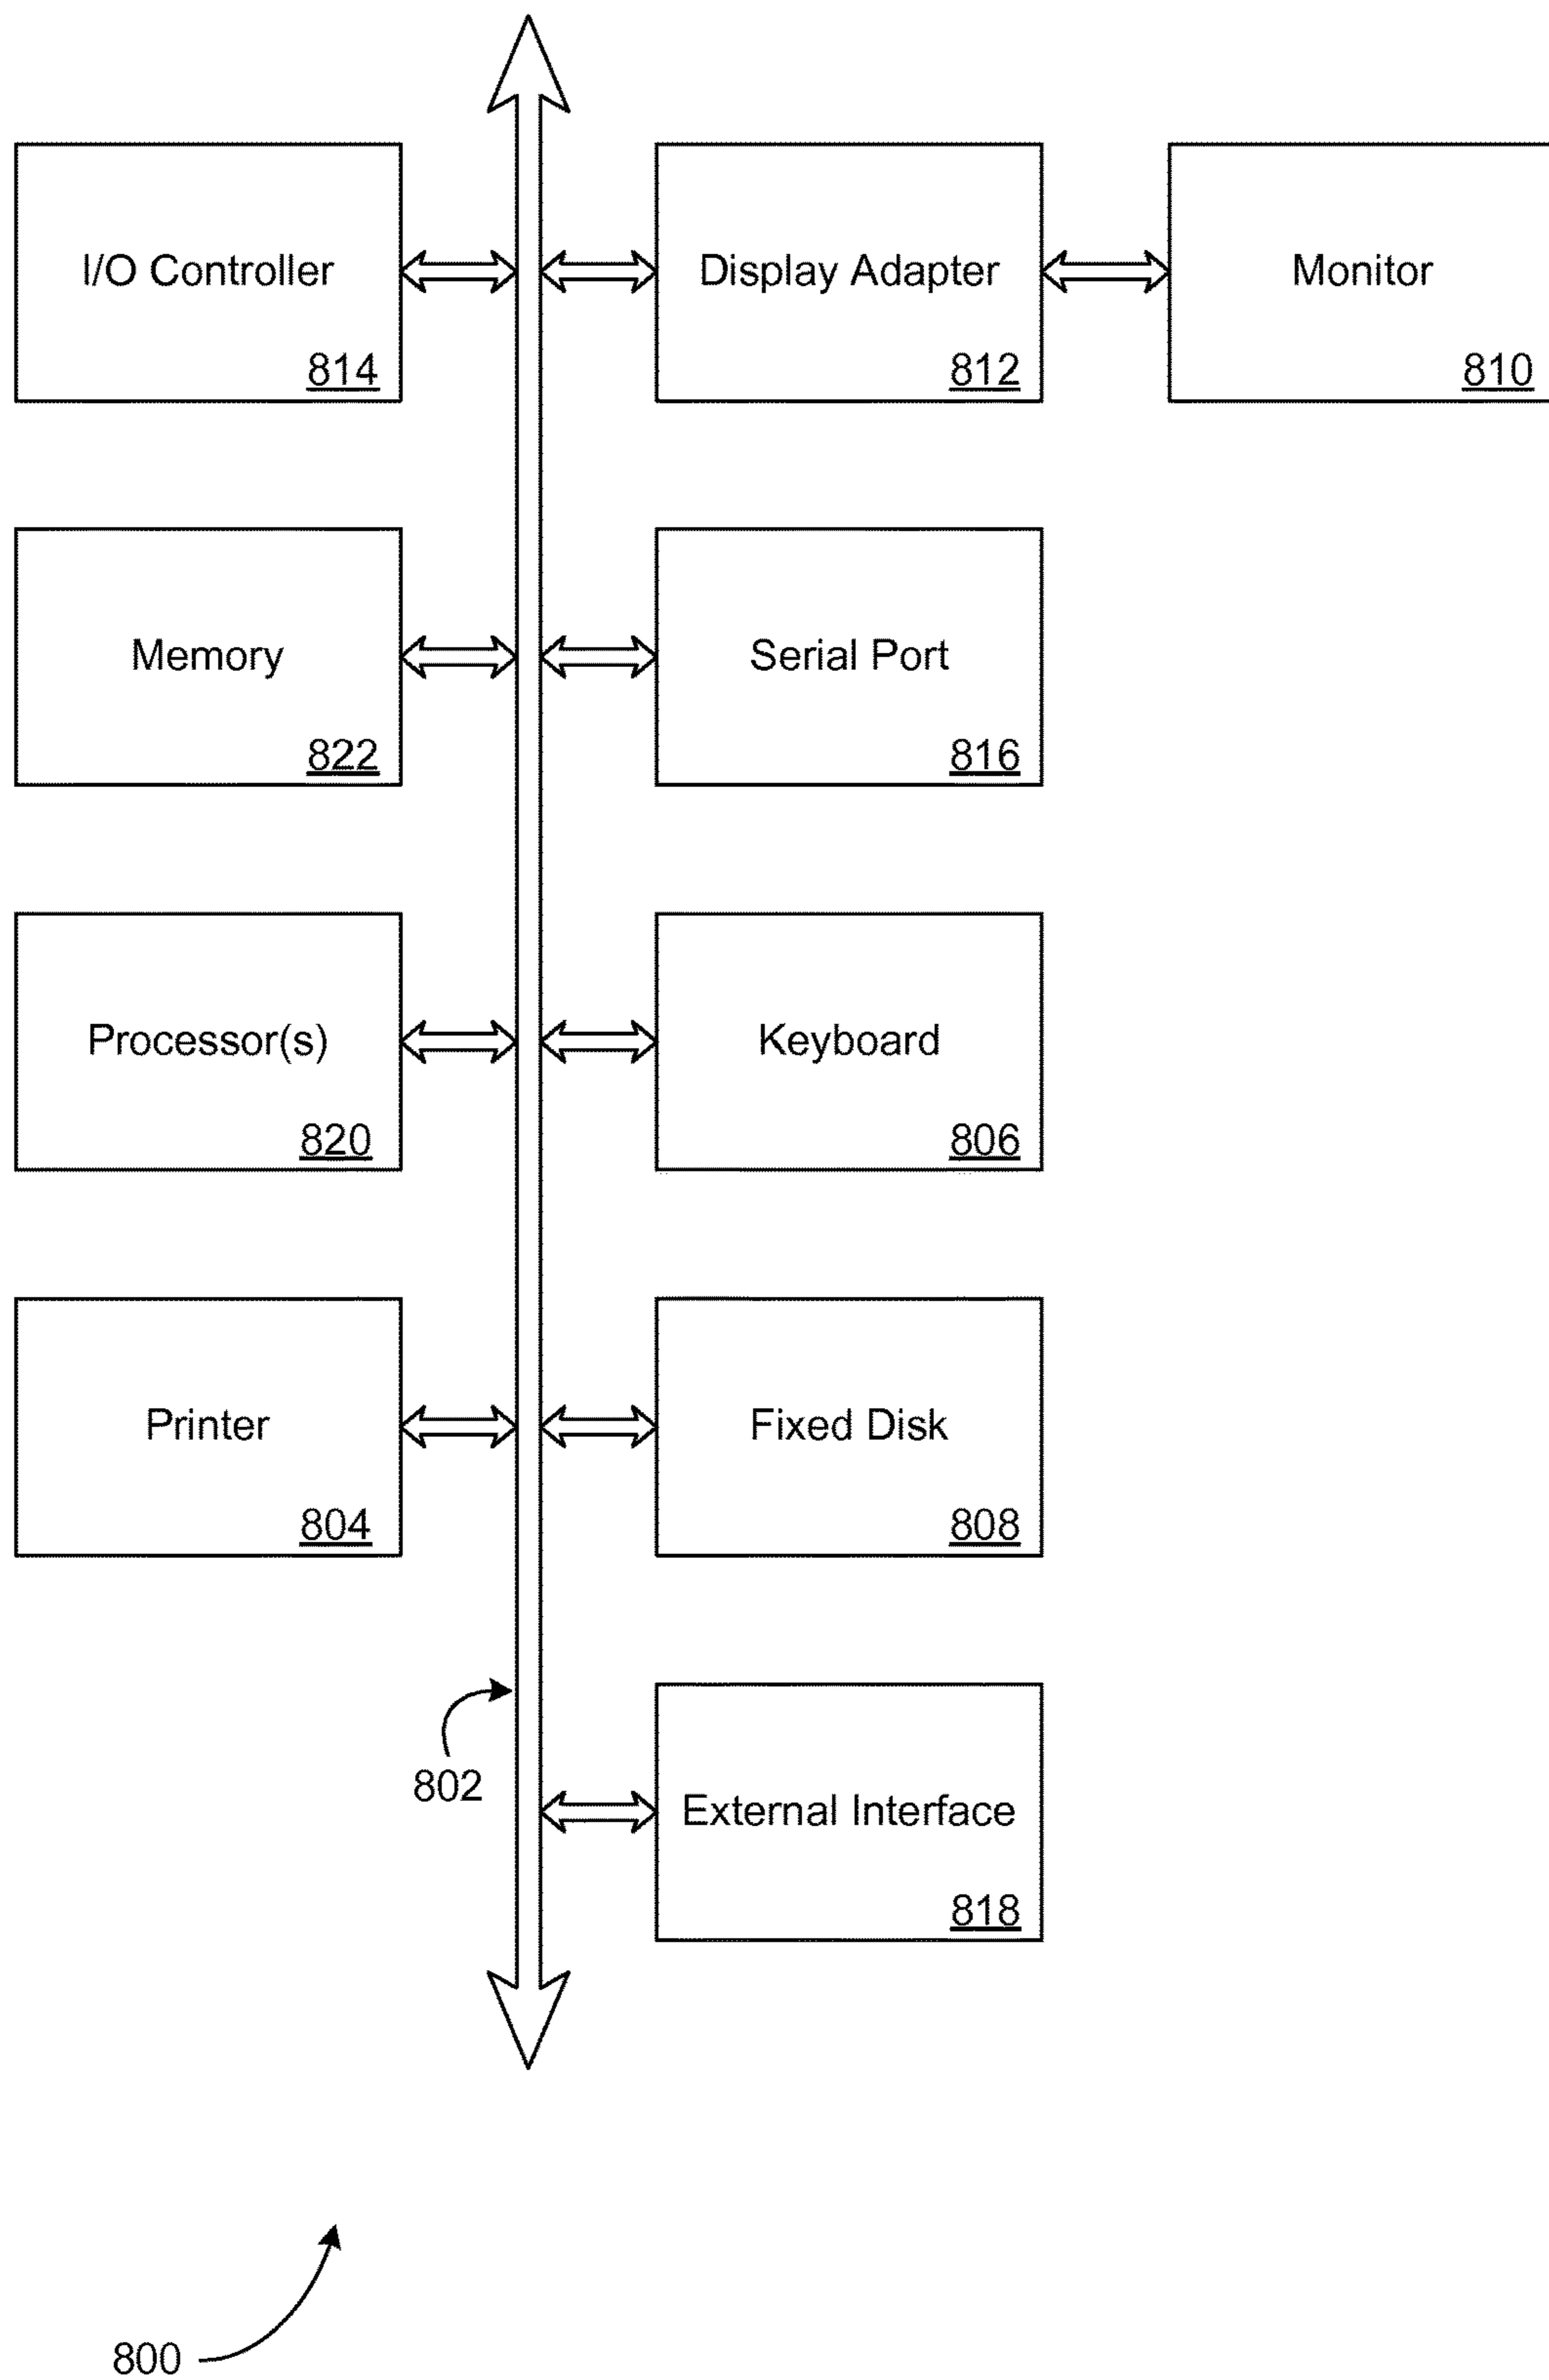 I/O Controller
814
Display Adapter
812
Monitor
810
Memory
822
Serial Port
816
Processor(s)
820
Keyboard
806
Printer
804
Fixed Disk
808
802
External Interface
818
800